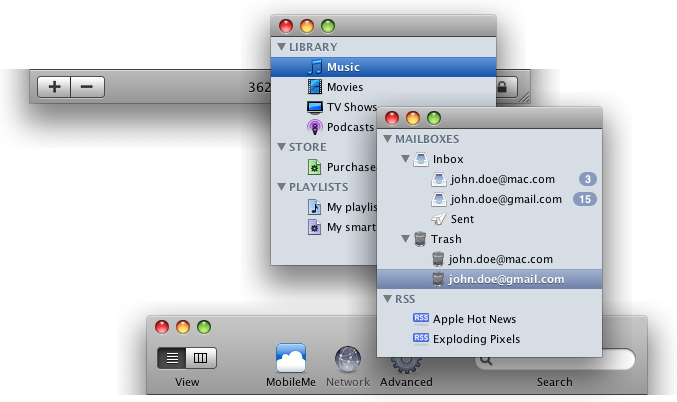 LIBRARY
Music
Movies
TV Shows
Podcasts
STORE
PLAYLISTS
My
My smart
362
MAILBOXES
Inbox
john.doe@mac.com 3
john.doe@gmail.com 15
Sent
Trash
john.doe@mac.com
john.doe@gmail.com
RSS
RSS Apple Hot News
RSS Exploding Pixels
View
MobileMe
Network
Advanced
Search